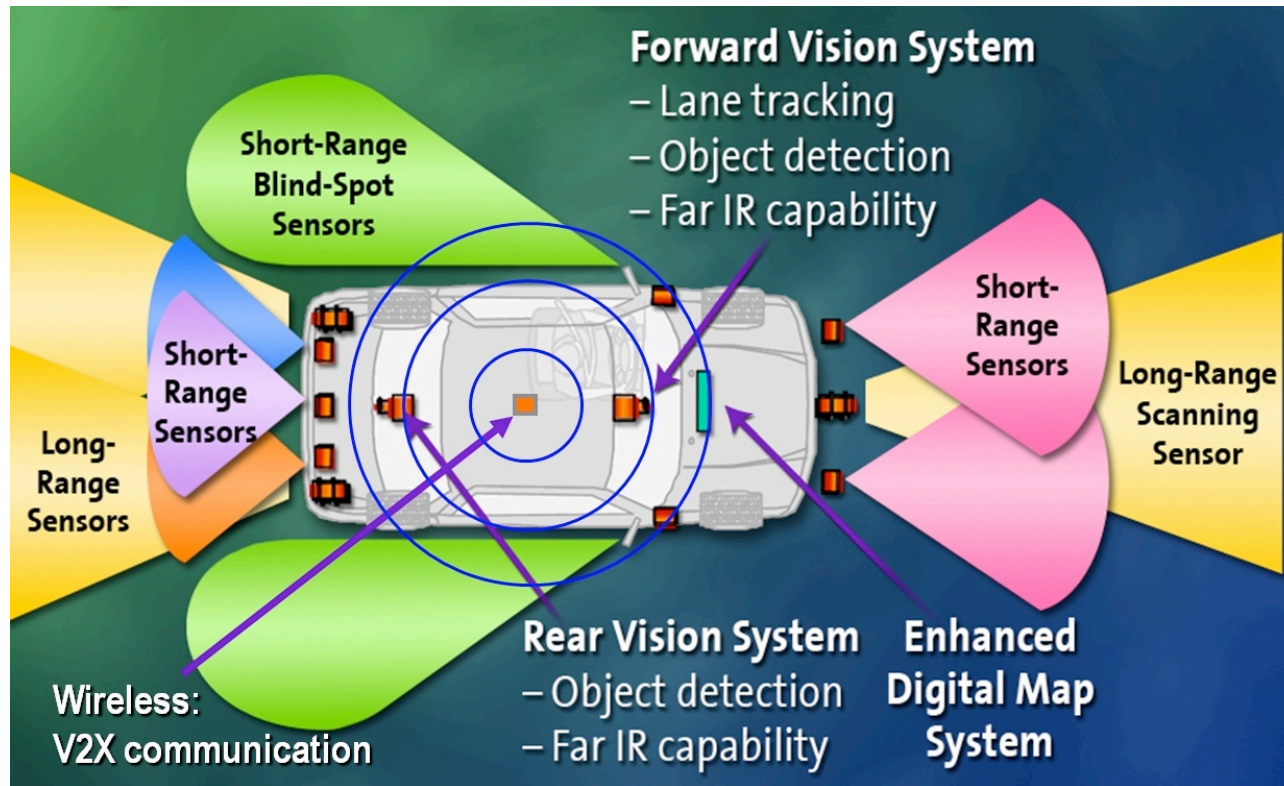 Forward Vision System
– Lane tracking
– Object detection
– Far IR capability
Short-Range
Blind-Spot
Sensors
Short-
Range
Sensors
Long-
Range
Sensors
Short-
Range
Sensors
Long-Range
Scanning
Sensor
Wireless:
V2X communication
Rear Vision System
– Object detection
– Far IR capability
Enhanced
Digital Map
System